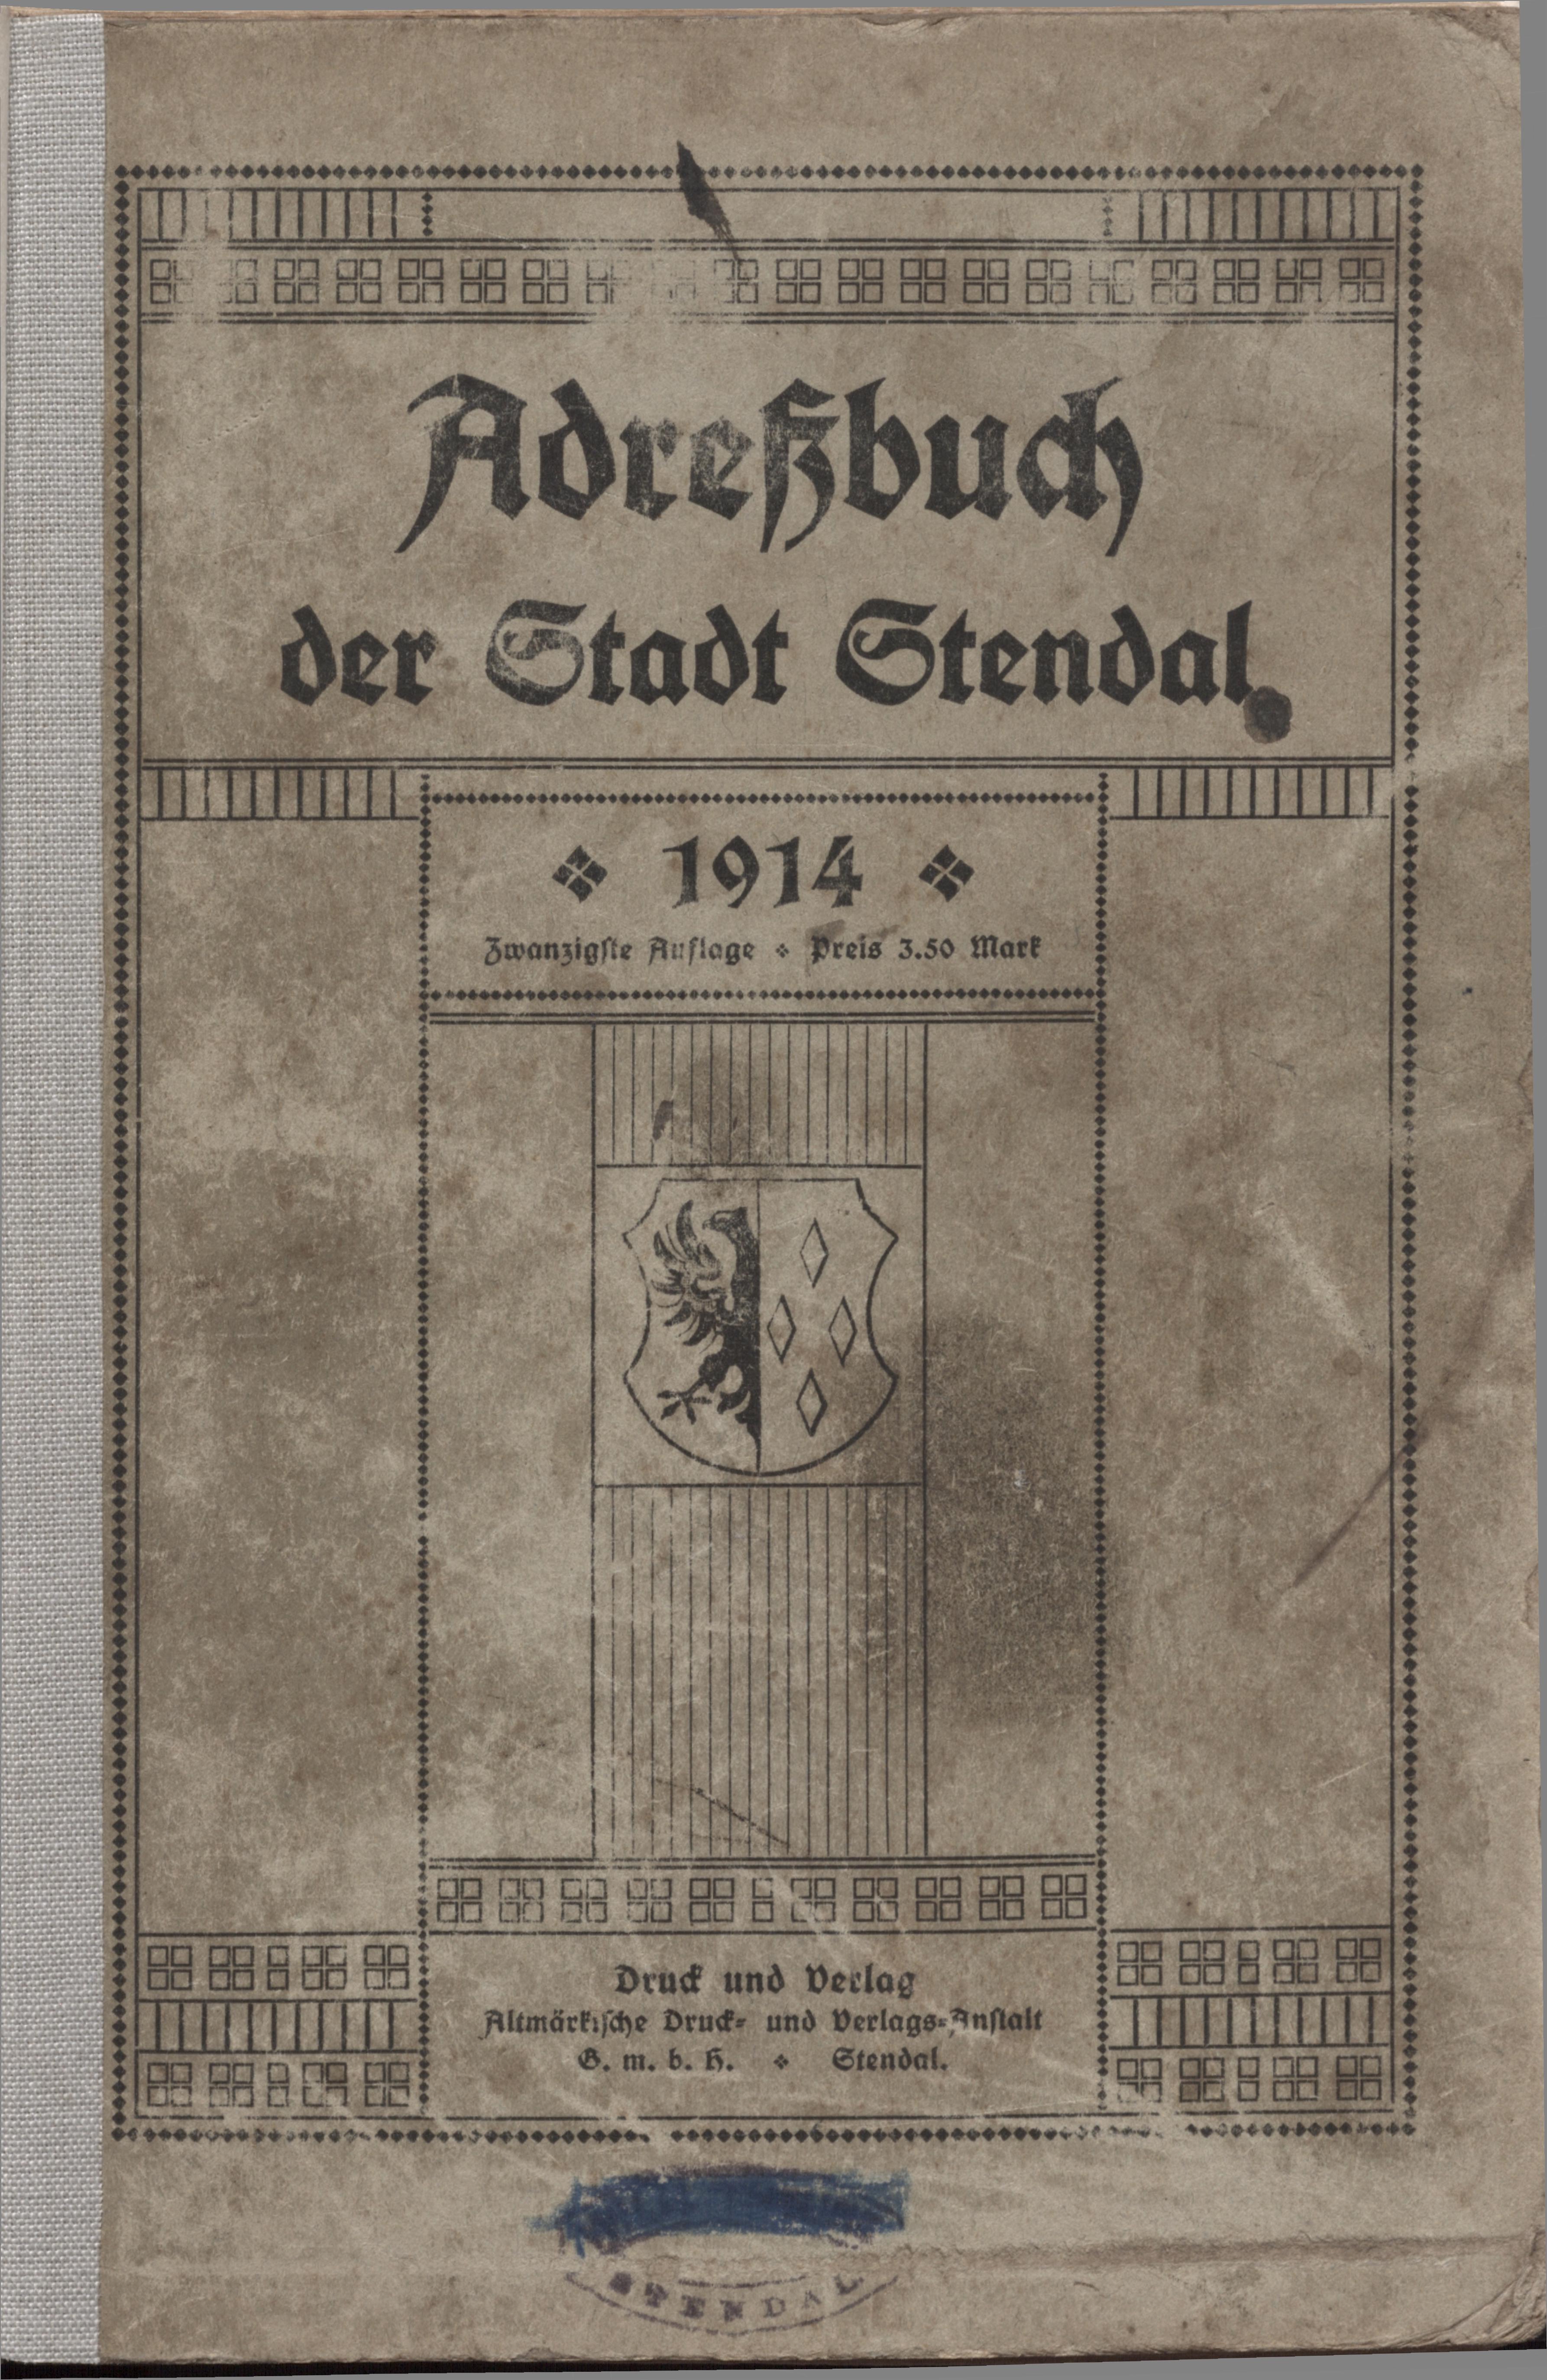 Adreßbuch
der Stadt Stendal
1914
Zwanzigste Auflage Preis 3.50 Mark
Druck und Verlag
Altmärkische Druck- und Verlags-Anstalt
G. m. b. H. Stendal.
STENDAL